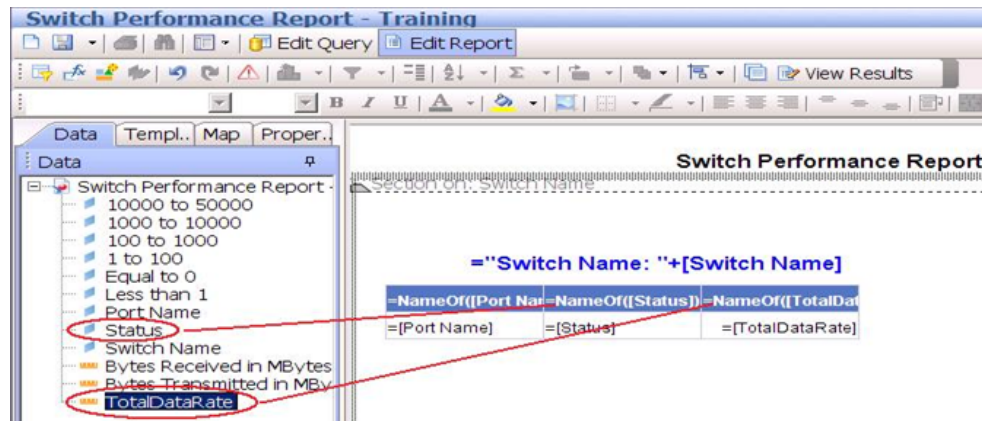 Switch Performance Report - Training
Edit Query Edit Report
View Results
B I U A
Data Templ.. Map Proper..
Data
Switch Performance Report -
10000 to 50000
1000 to 10000
100 to 1000
1 to 100
Equal to 0
Less than 1
Port Name
Status
Switch Name
Bytes Received in MBytes
Bytes Transmitted in MBy
TotalDataRate
Switch Performance Report
Section on: Switch Name
="Switch Name: "+[Switch Name]
=NameOf([Port Nar =NameOf([Status]) =NameOf([TotalDat
=[Port Name] =[Status] =[TotalDataRate]